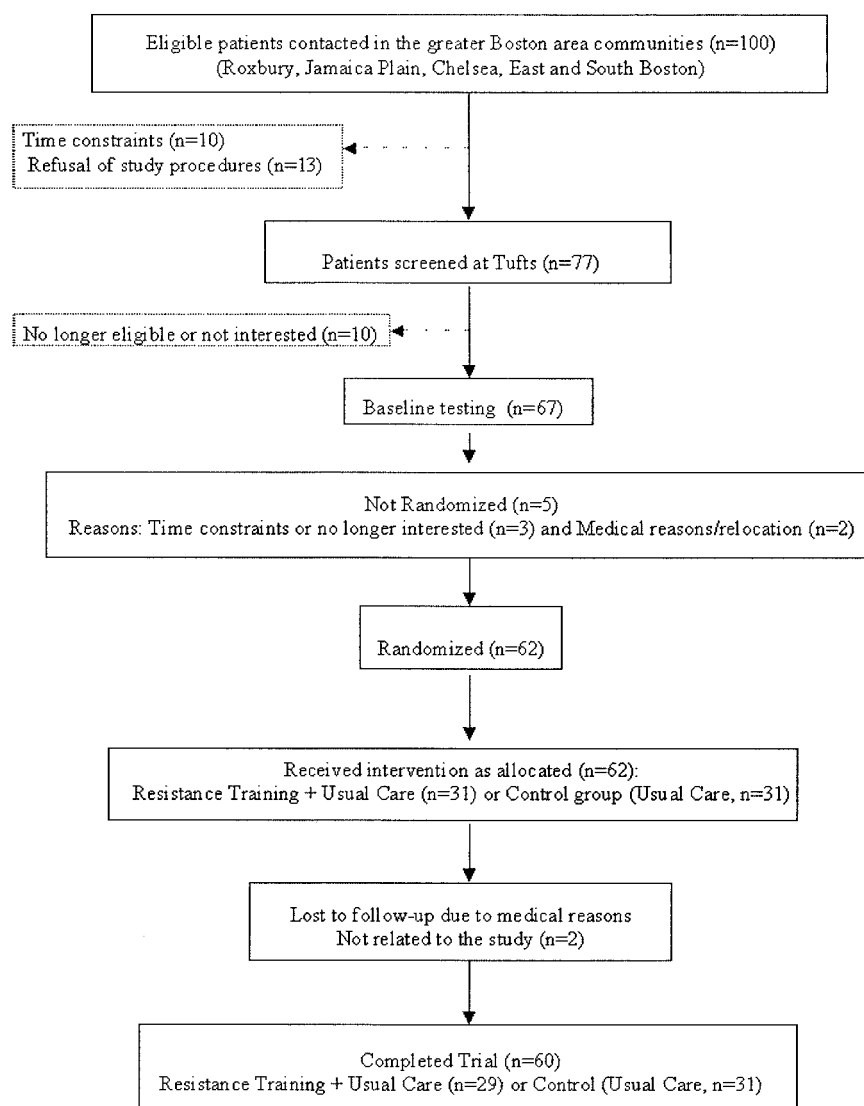 Eligible patients contacted in the greater Boston area communities (n=100)
(Roxbury, Jamaica Plain, Chelsea, East and South Boston)
Time constraints (n=10)
Refusal of study procedures (n=13)
Patients screened at Tufts (n=77)
No longer eligible or not interested (n=10)
Baseline testing (n=67)
Not Randomized (n=5)
Reasons: Time constraints or no longer interested (n=3) and Medical reasons/relocation (n=2)
Randomized (n=62)
Received intervention as allocated (n=62):
Resistance Training + Usual Care (n=31) or Control group (Usual Care, n=31)
Lost to follow-up due to medical reasons
Not related to the study (n=2)
Completed Trial (n=60)
Resistance Training + Usual Care (n=29) or Control (Usual Care, n=31)